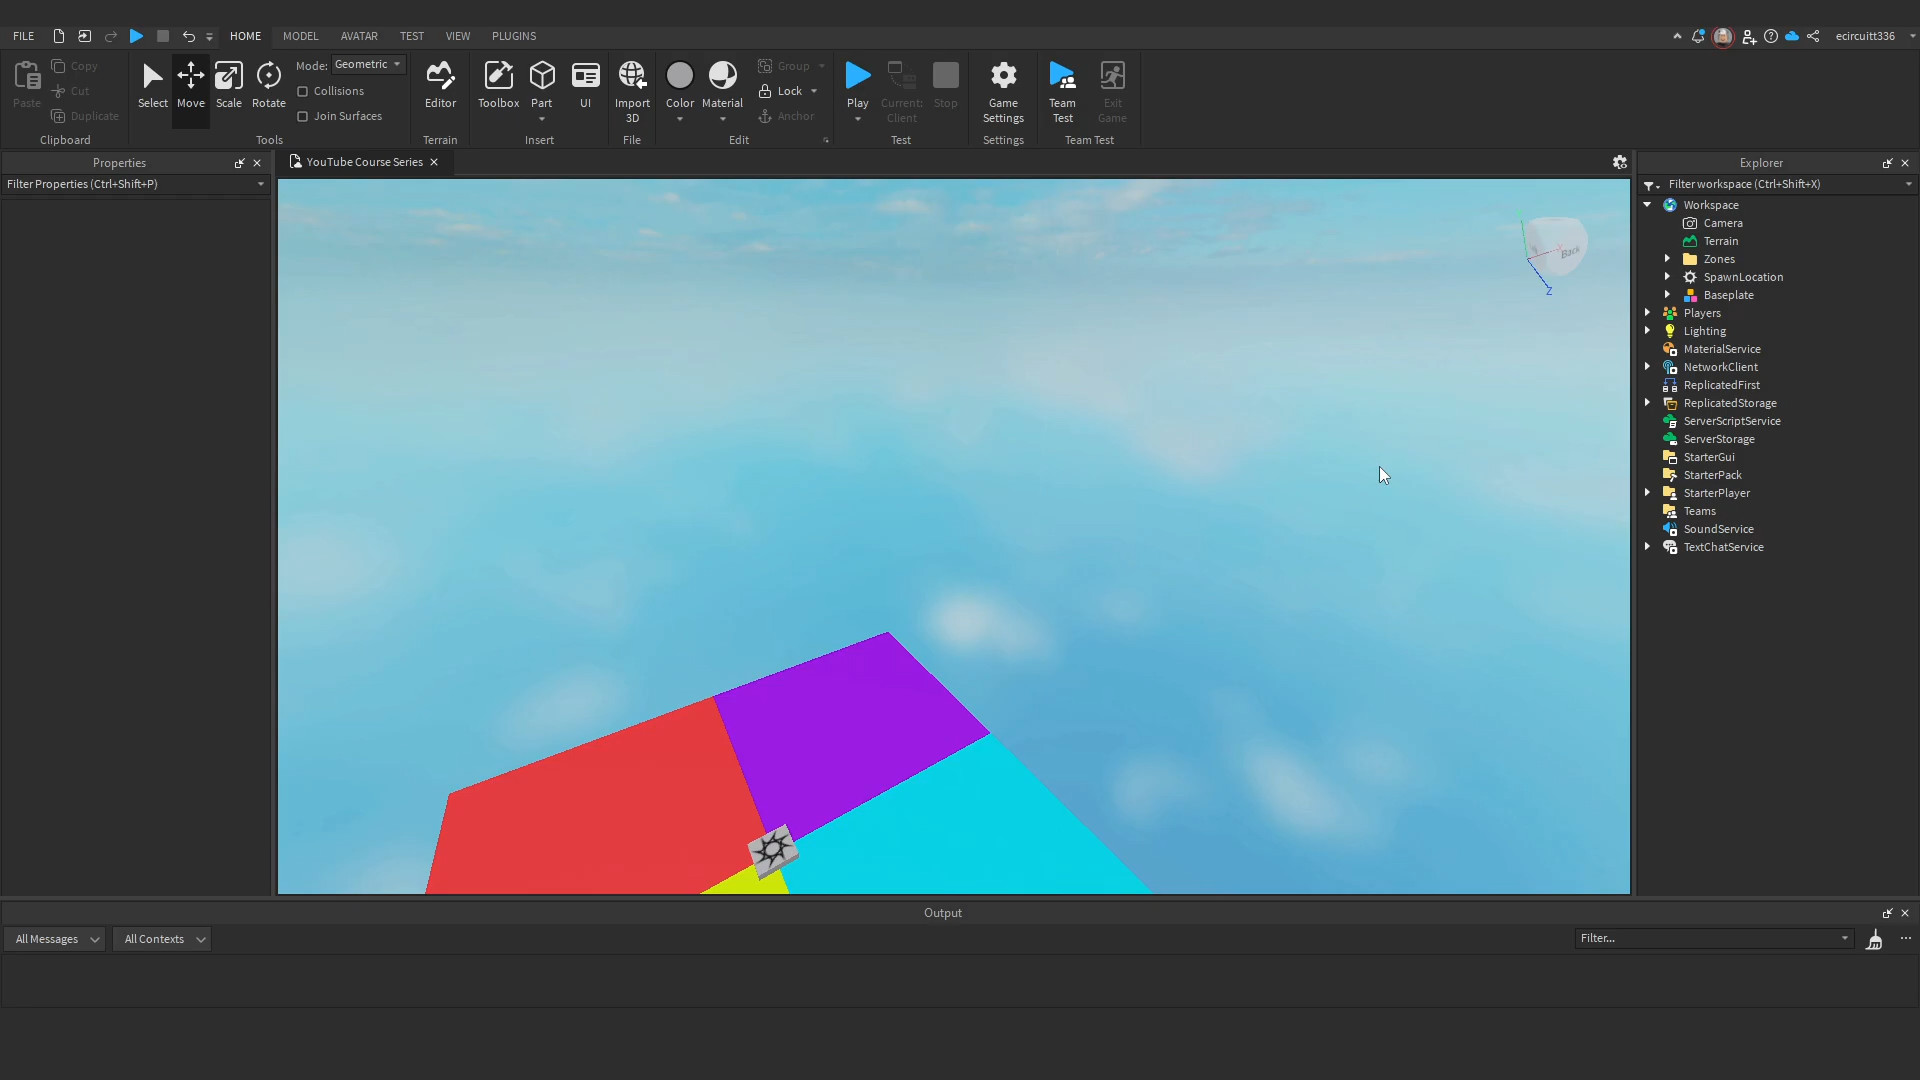 FILE
HOME
MODEL
AVATAR
TEST
VIEW
PLUGINS
ecircuitt336
Paste
Copy
Cut
Duplicate
Clipboard
Select
Move
Scale
Rotate
Mode: Geometric
Collisions
Join Surfaces
Tools
Editor
Terrain
Toolbox
Part
UI
Insert
Import
3D
File
Color
Material
Group
Lock
Anchor
Edit
Play
Current:
Client
Stop
Test
Game
Settings
Settings
Team
Test
Exit
Game
Team Test
Properties
Filter Properties (Ctrl+Shift+P)
YouTube Course Series
Back
Z
Explorer
Filter workspace (Ctrl+Shift+X)
Workspace
Camera
Terrain
Zones
SpawnLocation
Baseplate
Players
Lighting
MaterialService
NetworkClient
ReplicatedFirst
ReplicatedStorage
ServerScriptService
ServerStorage
StarterGui
StarterPack
StarterPlayer
Teams
SoundService
TextChatService
Output
All Messages
All Contexts
Filter...